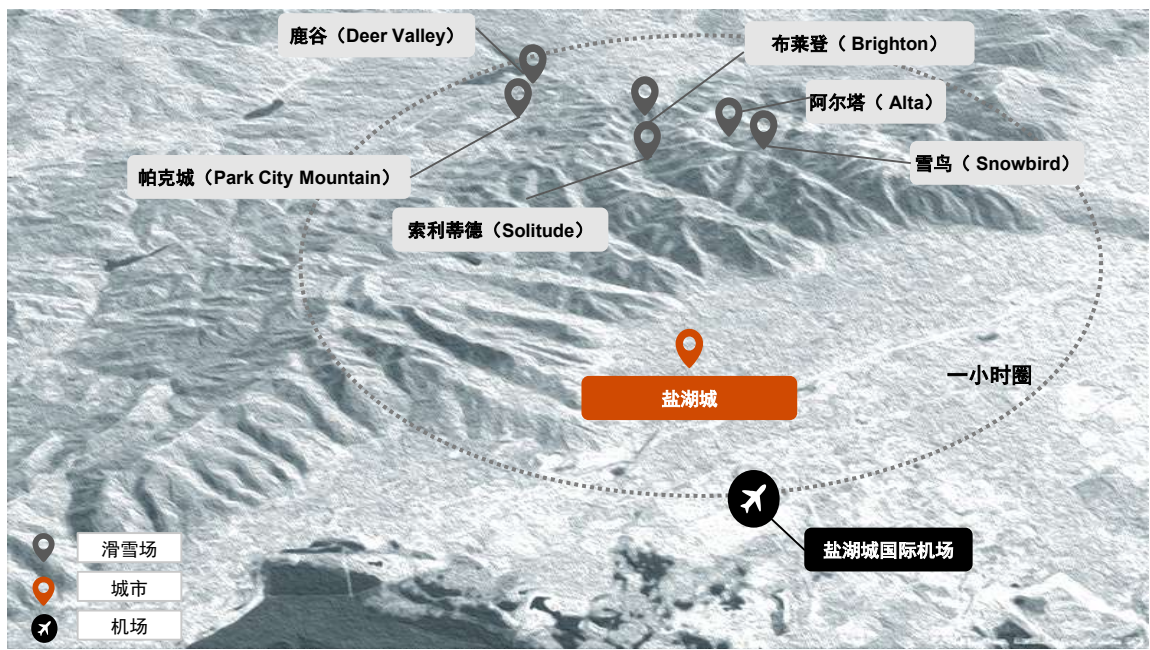 鹿谷（Deer Valley）
布莱登（ Brighton）
阿尔塔（ Alta）
雪鸟（ Snowbird）
帕克城（Park City Mountain）
索利蒂德（Solitude）
一小时圈
盐湖城
盐湖城国际机场
滑雪场
城市
机场